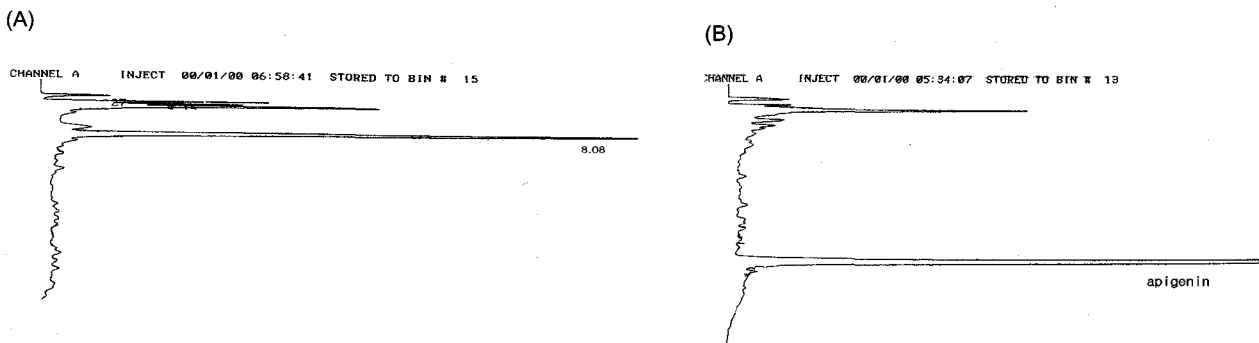 (A)
CHANNEL A INJECT 00/01/00 06:58:41 STORED TO BIN # 15
8.08
(B)
CHANNEL A INJECT 00/01/00 05:34:07 STORED TO BIN # 13
apigenin